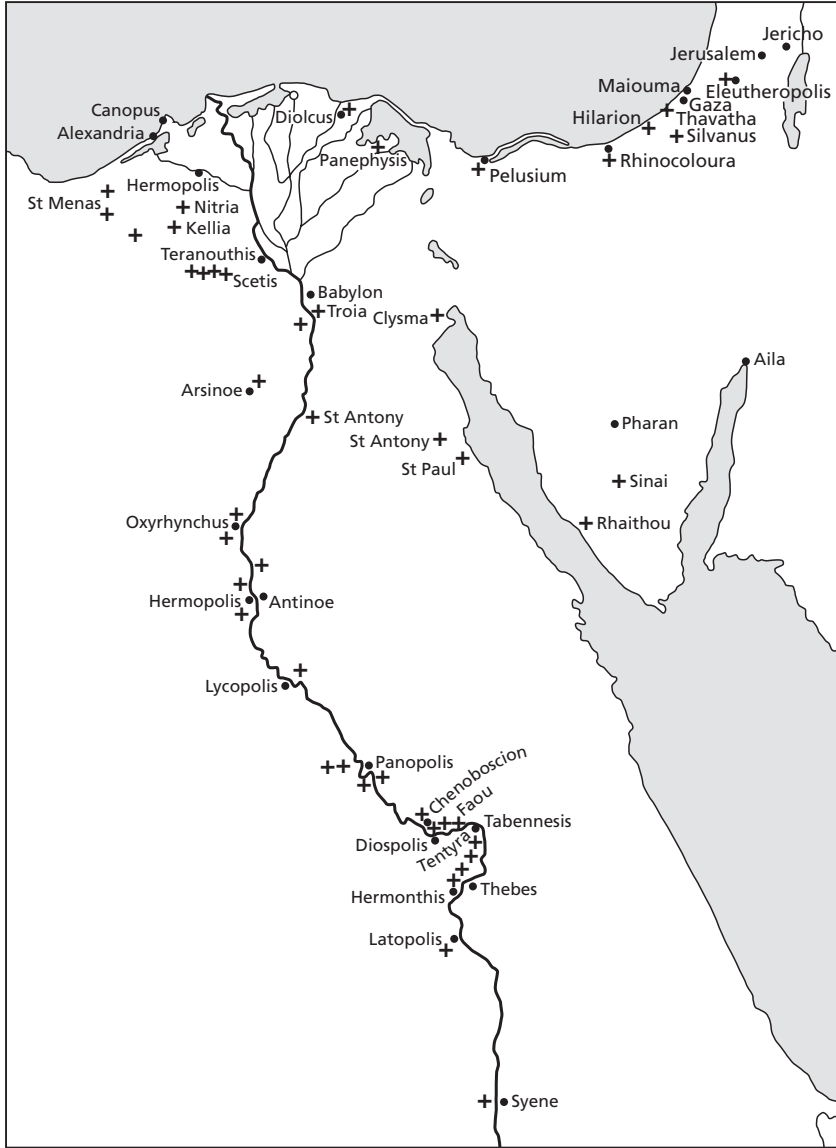 Jericho
Jerusalem
Maiouma
Eleutheropolis
Gaza
Canopus
Diolcus
Hilarion
Thavatha
Alexandria
Silvanus
Panephysis
Rhinocoloura
Pelusium
Hermopolis
St Menas
Nitria
Kellia
Teranouthis
Scetis
Babylon
Troia
Clysma
Aila
Arsinoe
St Antony
Pharan
St Antony
St Paul
Sinai
Oxyrhynchus
Rhaithou
Hermopolis
Antinoe
Lycopolis
Panopolis
Chenoboscion
Faou
Tabennesis
Diospolis
Tentyra
Hermonthis
Thebes
Latopolis
Syene